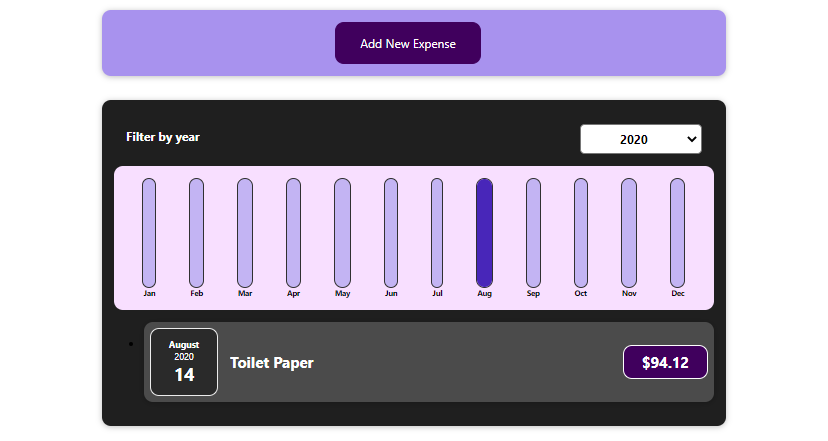 Add New Expense
Filter by year
2020
Jan Feb Mar Apr May Jun Jul Aug Sep Oct Nov Dec
August
2020
14
Toilet Paper
$94.12